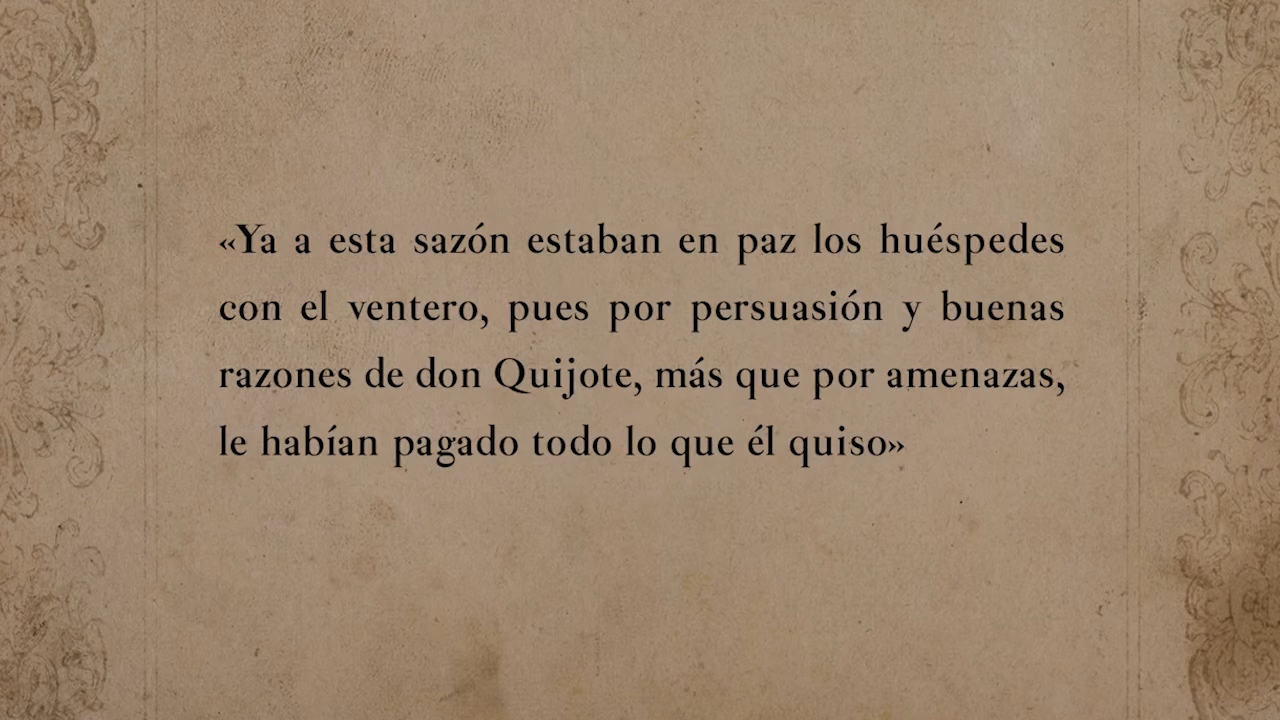 «Ya a esta sazón estaban en paz los huéspedes
con el ventero, pues por persuasión y buenas
razones de don Quijote, más que por amenazas,
le habían pagado todo lo que él quiso»